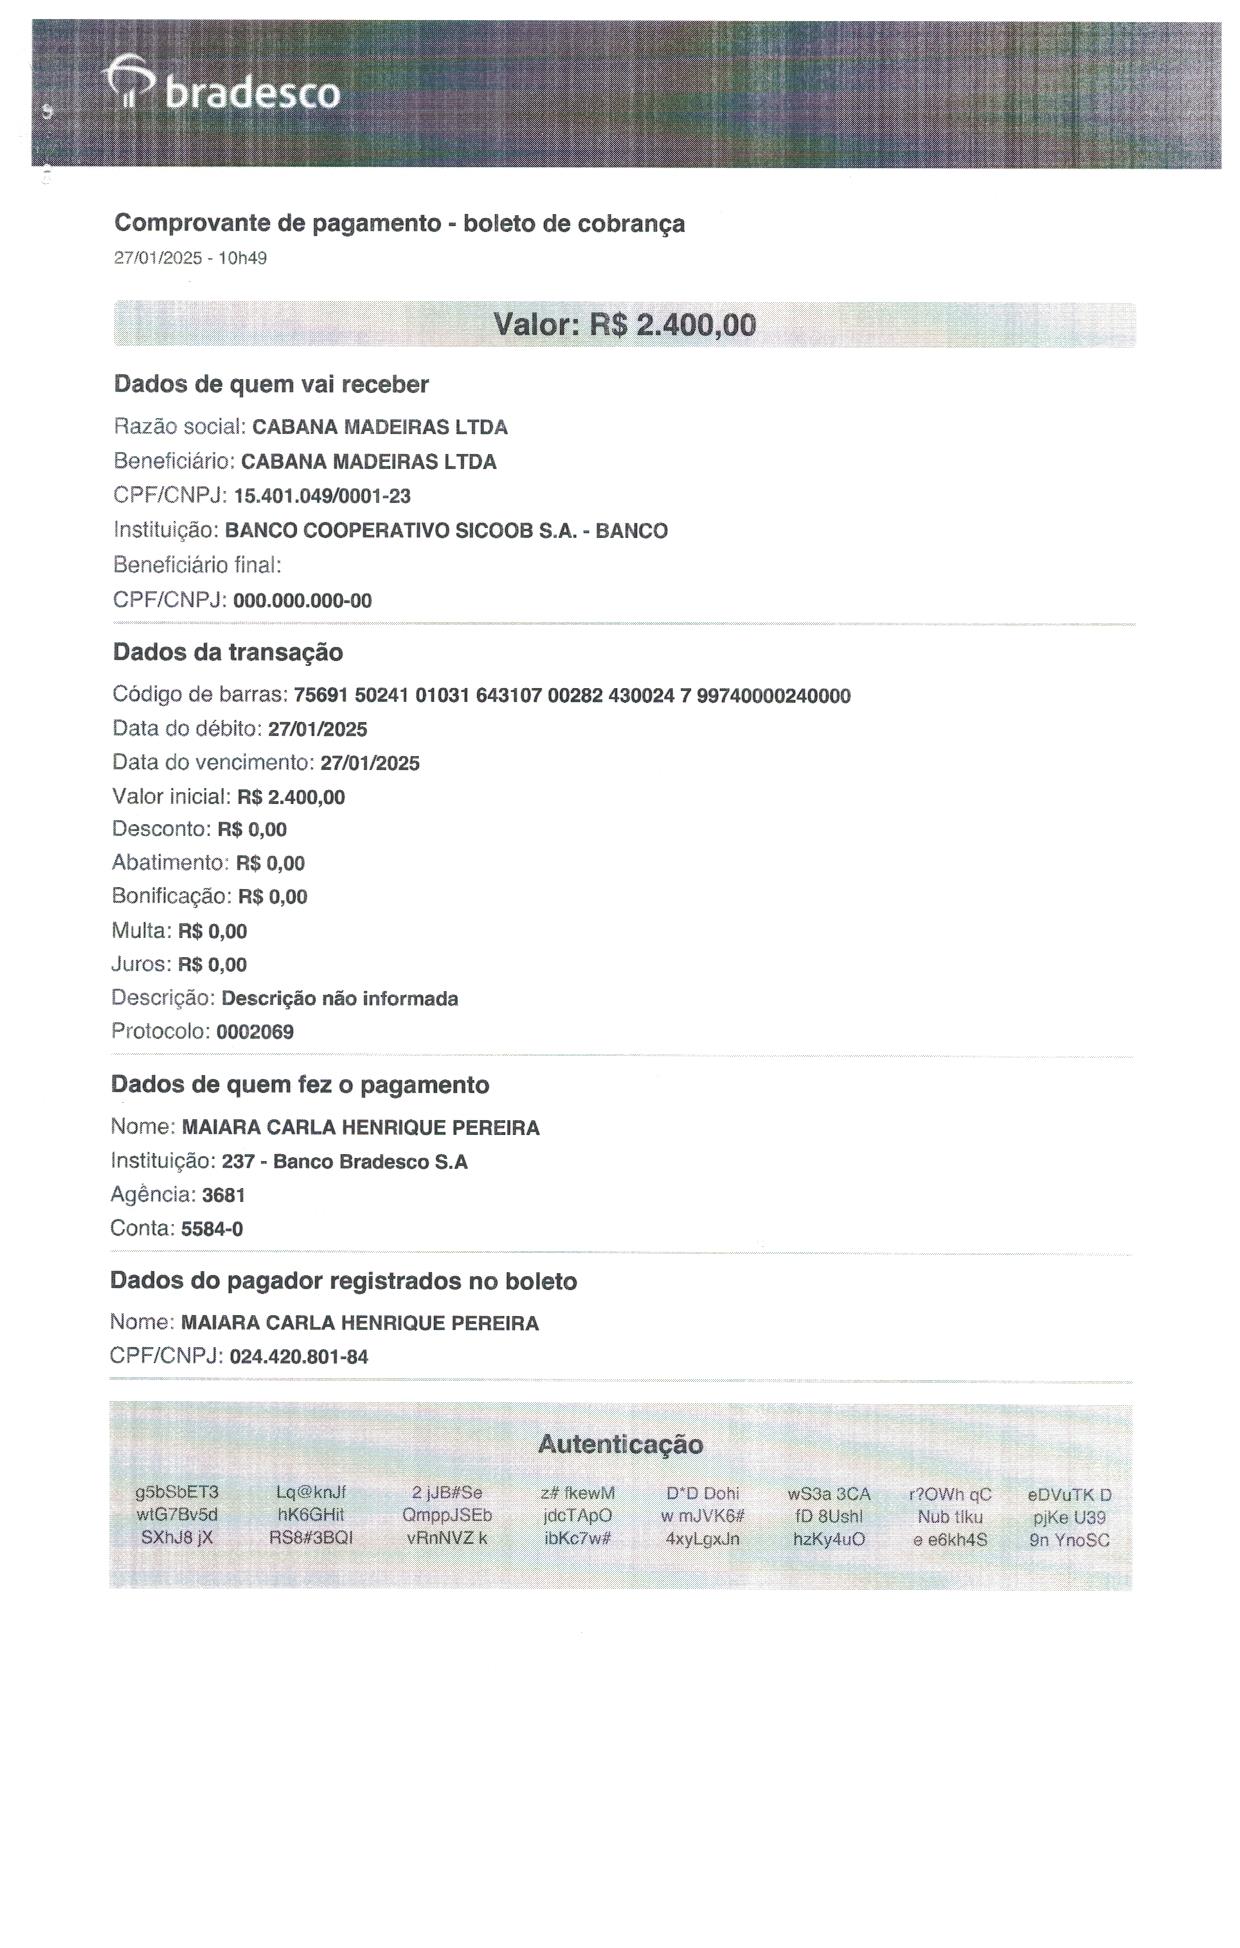 bradesco
Comprovante de pagamento - boleto de cobrança
27/01/2025 - 10h49
Valor: R$ 2.400,00
Dados de quem vai receber
Razão social: CABANA MADEIRAS LTDA
Beneficiário: CABANA MADEIRAS LTDA
CPF/CNPJ: 15.401.049/0001-23
Instituição: BANCO COOPERATIVO SICOOB S.A. - BANCO
Beneficiário final:
CPF/CNPJ: 000.000.000-00
Dados da transação
Código de barras: 75691 50241 01031 643107 00282 430024 7 99740000240000
Data do débito: 27/01/2025
Data do vencimento: 27/01/2025
Valor inicial: R$ 2.400,00
Desconto: R$ 0,00
Abatimento: R$ 0,00
Bonificação: R$ 0,00
Multa: R$ 0,00
Juros: R$ 0,00
Descrição: Descrição não informada
Protocolo: 0002069
Dados de quem fez o pagamento
Nome: MAIARA CARLA HENRIQUE PEREIRA
Instituição: 237 - Banco Bradesco S.A
Agência: 3681
Conta: 5584-0
Dados do pagador registrados no boleto
Nome: MAIARA CARLA HENRIQUE PEREIRA
CPF/CNPJ: 024.420.801-84
Autenticação
g5bSbET3 Lq@knJf 2 jJB#Se z# fkewM D*D Dohi wS3a 3CA r?OWh qC eDVuTK D
wtG7Bv5d hK6GHit QmppJSEb jdcTApO w mJVK6# fD 8Ushl Nub tlku pjKe U39
SXhJ8 jX RS8#3BQl vRnNVZ k ibKc7w# 4xyLgxJn hzKy4uO e e6kh4S 9n YnoSC